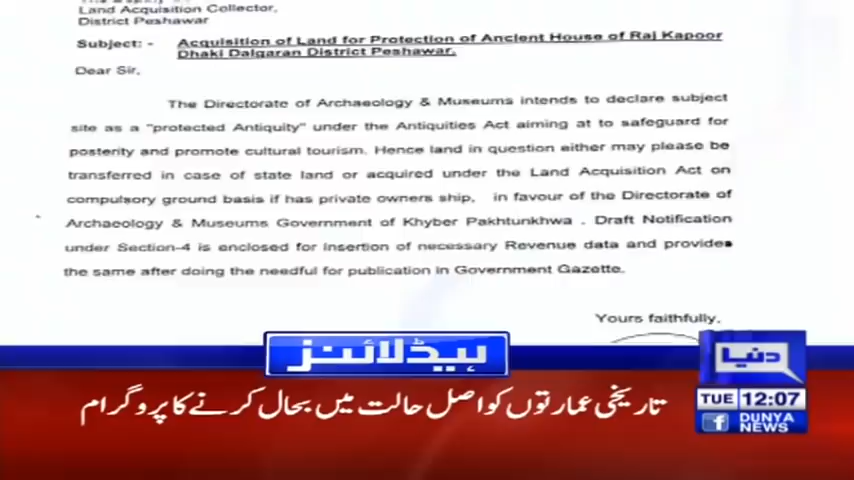 Land Acquisition Collector,
District Peshawar
Subject: - Acquisition of Land for Protection of Ancient House of Raj Kapoor
Dhaki Dalgaran District Peshawar.
Dear Sir,
The Directorate of Archaeology & Museums intends to declare subject
site as a "protected Antiquity" under the Antiquities Act aiming at to safeguard for
posterity and promote cultural tourism. Hence land in question either may please be
transferred in case of state land or acquired under the Land Acquisition Act on
compulsory ground basis if has private owners ship, in favour of the Directorate of
Archaeology & Museums Government of Khyber Pakhtunkhwa . Draft Notification
under Section-4 is enclosed for insertion of necessary Revenue data and provides
the same after doing the needful for publication in Government Gazette.
Yours faithfully,
ہیڈلائنز
دنیا
تاریخی عمارتوں کو اصل حالت میں بحال کرنے کا پروگرام
TUE 12:07
f DUNYA
NEWS